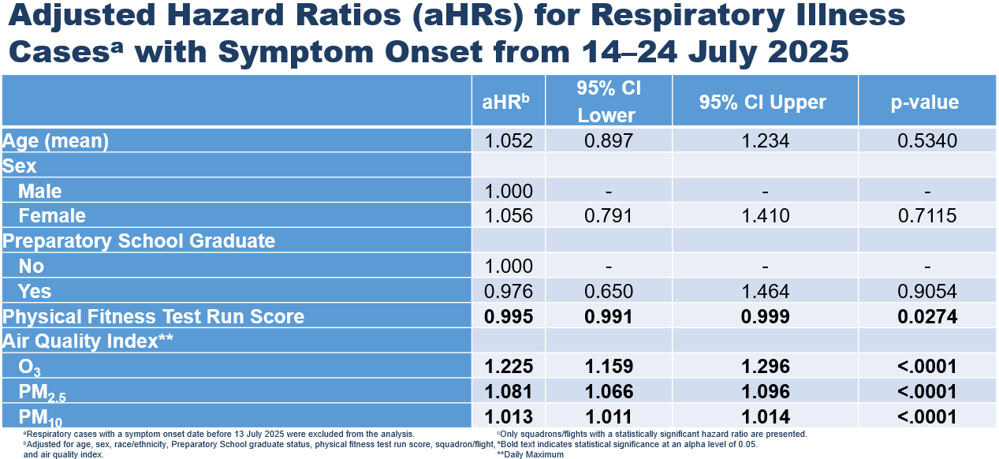 Adjusted Hazard Ratios (aHRs) for Respiratory Illness
Casesᵃ with Symptom Onset from 14–24 July 2025
aHRᵇ 95% CI Lower 95% CI Upper p-value
Age (mean) 1.052 0.897 1.234 0.5340
Sex
Male 1.000 - - -
Female 1.056 0.791 1.410 0.7115
Preparatory School Graduate
No 1.000 - - -
Yes 0.976 0.650 1.464 0.9054
Physical Fitness Test Run Score 0.995 0.991 0.999 0.0274
Air Quality Index**
O₃ 1.225 1.159 1.296 <.0001
PM₂.₅ 1.081 1.066 1.096 <.0001
PM₁₀ 1.013 1.011 1.014 <.0001
ᵃRespiratory cases with a symptom onset date before 13 July 2025 were excluded from the analysis.
ᵇAdjusted for age, sex, race/ethnicity, Preparatory School graduate status, physical fitness test run score, squadron/flight,
and air quality index.
ᶜOnly squadrons/flights with a statistically significant hazard ratio are presented.
*Bold text indicates statistical significance at an alpha level of 0.05.
**Daily Maximum